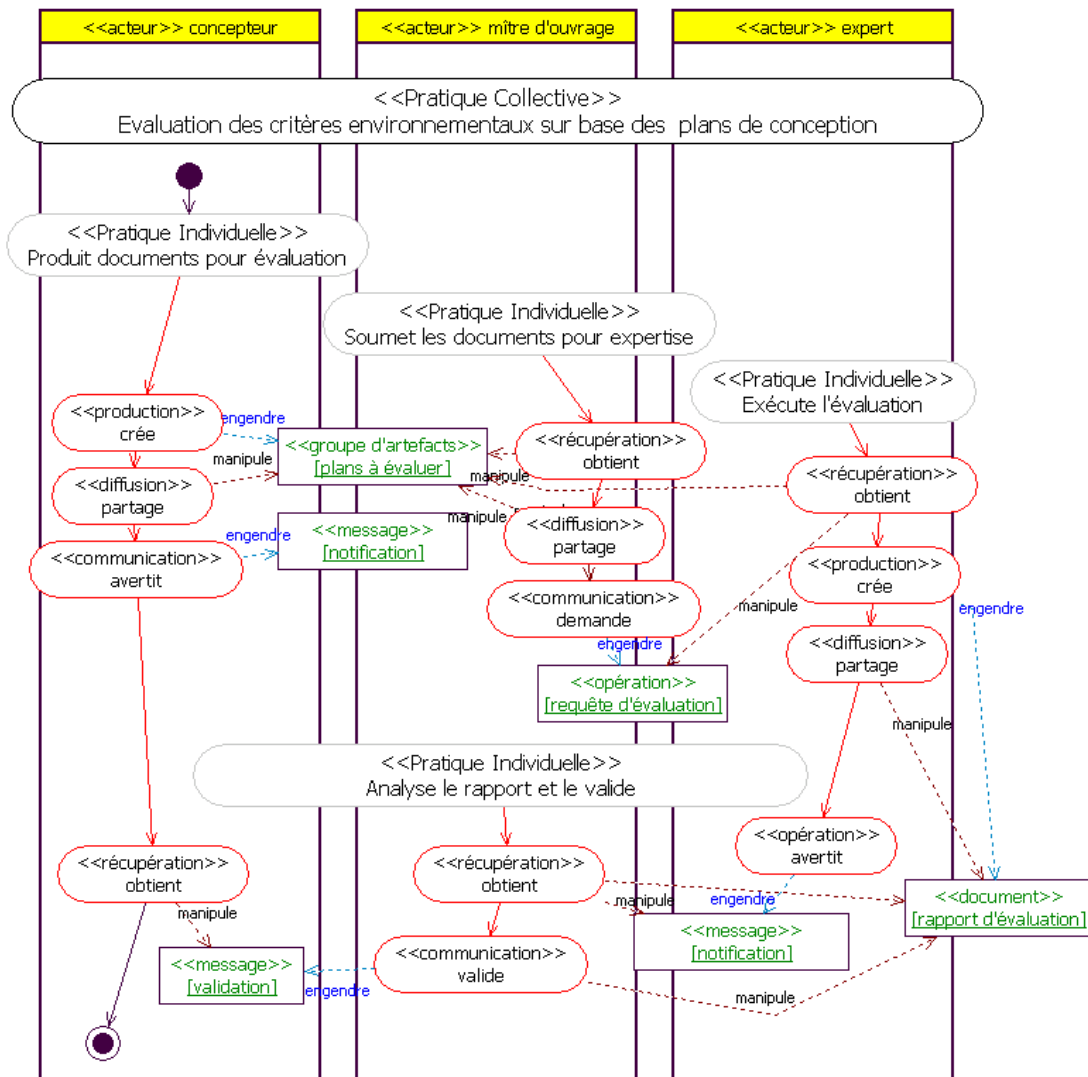 <<acteur>> concepteur
<<acteur>> mître d'ouvrage
<<acteur>> expert
<<Pratique Collective>>
Evaluation des critères environnementaux sur base des plans de conception
<<Pratique Individuelle>>
Produit documents pour évaluation
<<Pratique Individuelle>>
Soumet les documents pour expertise
<<Pratique Individuelle>>
Exécute l'évaluation
<<production>>
crée
engendre
<<groupe d'artefacts>>
[plans à évaluer]
<<récupération>>
obtient
manipule
manipule
<<récupération>>
obtient
<<diffusion>>
partage
manipule
<<diffusion>>
partage
<<message>>
[notification]
engendre
<<communication>>
avertit
<<production>>
crée
<<communication>>
demande
manipule
engendre
engendre
<<diffusion>>
partage
<<opération>>
[requête d'évaluation]
manipule
<<Pratique Individuelle>>
Analyse le rapport et le valide
<<opération>>
avertit
<<récupération>>
obtient
<<récupération>>
obtient
manipule
manipule
engendre
<<document>>
[rapport d'évaluation]
<<message>>
[notification]
<<message>>
[validation]
<<communication>>
valide
engendre
manipule